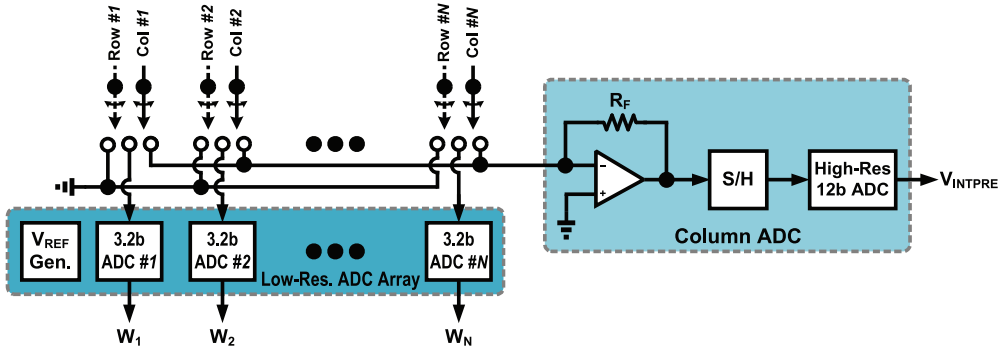 Row #1
Col #1
Row #2
Col #2
Row #N
Col #N
RF
−
+
S/H
High-Res
12b ADC
VINTPRE
Column ADC
VREF
Gen.
3.2b
ADC #1
3.2b
ADC #2
3.2b
ADC #N
Low-Res. ADC Array
W1
W2
WN